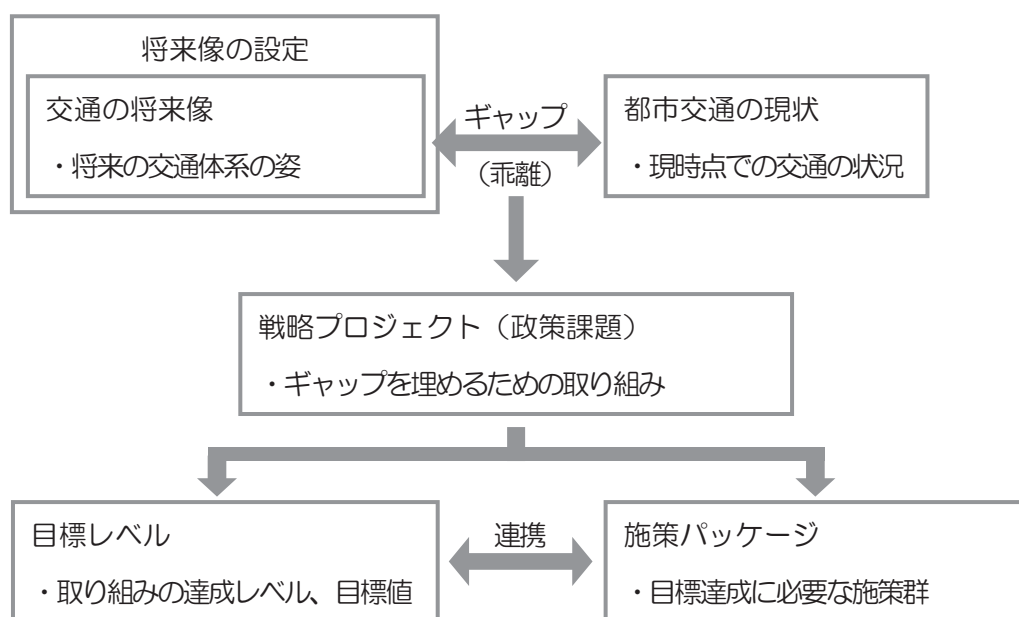 将来像の設定
交通の将来像
・将来の交通体系の姿
ギャップ
(乖離)
都市交通の現状
・現時点での交通の状況
戦略プロジェクト（政策課題）
・ギャップを埋めるための取り組み
目標レベル
・取り組みの達成レベル、目標値
連携
施策パッケージ
・目標達成に必要な施策群